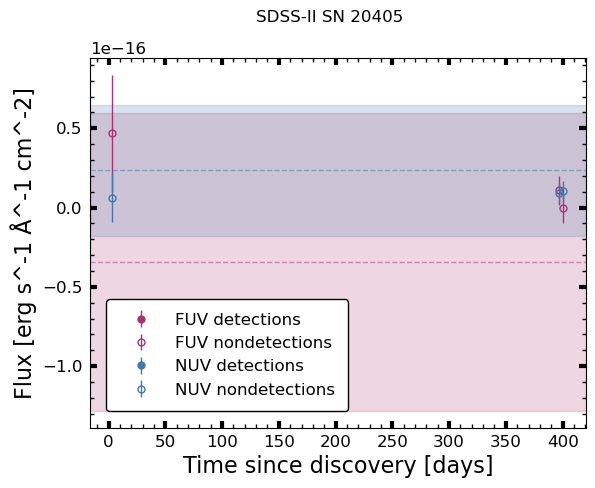 SDSS-II SN 20405
1e−16
0.5
0.0
−0.5
−1.0
Flux [erg s^-1 Å^-1 cm^-2]
FUV detections
FUV nondetections
NUV detections
NUV nondetections
0 50 100 150 200 250 300 350 400
Time since discovery [days]